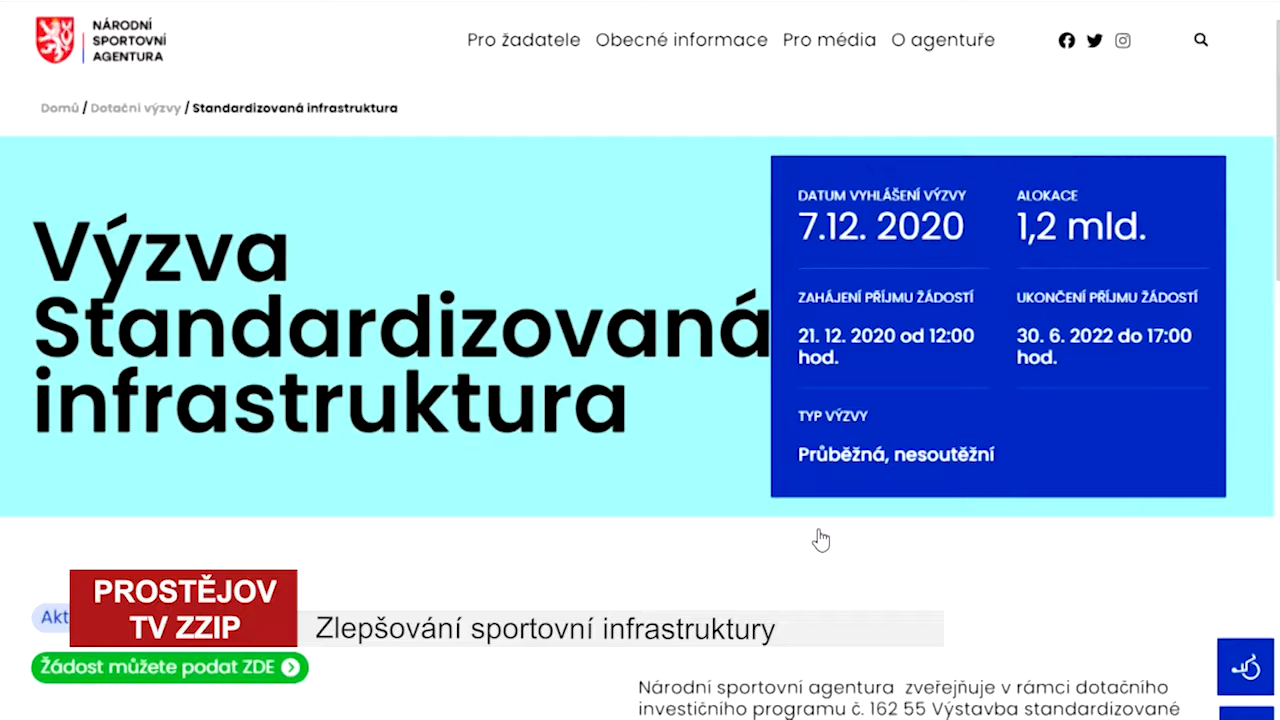 NÁRODNÍ
SPORTOVNÍ
AGENTURA
Pro žadatele Obecné informace Pro média O agentuře
Domů / Dotační výzvy / Standardizovaná infrastruktura
Výzva
Standardizovaná
infrastruktura
DATUM VYHLÁŠENÍ VÝZVY
7.12. 2020
ALOKACE
1,2 mld.
ZAHÁJENÍ PŘÍJMU ŽÁDOSTÍ
21. 12. 2020 od 12:00
hod.
UKONČENÍ PŘÍJMU ŽÁDOSTÍ
30. 6. 2022 do 17:00
hod.
TYP VÝZVY
Průběžná, nesoutěžní
Akt
PROSTĚJOV
TV ZZIP
Zlepšování sportovní infrastruktury
Žádost můžete podat ZDE
Národní sportovní agentura zveřejňuje v rámci dotačního
investičního programu č. 162 55 Výstavba standardizované